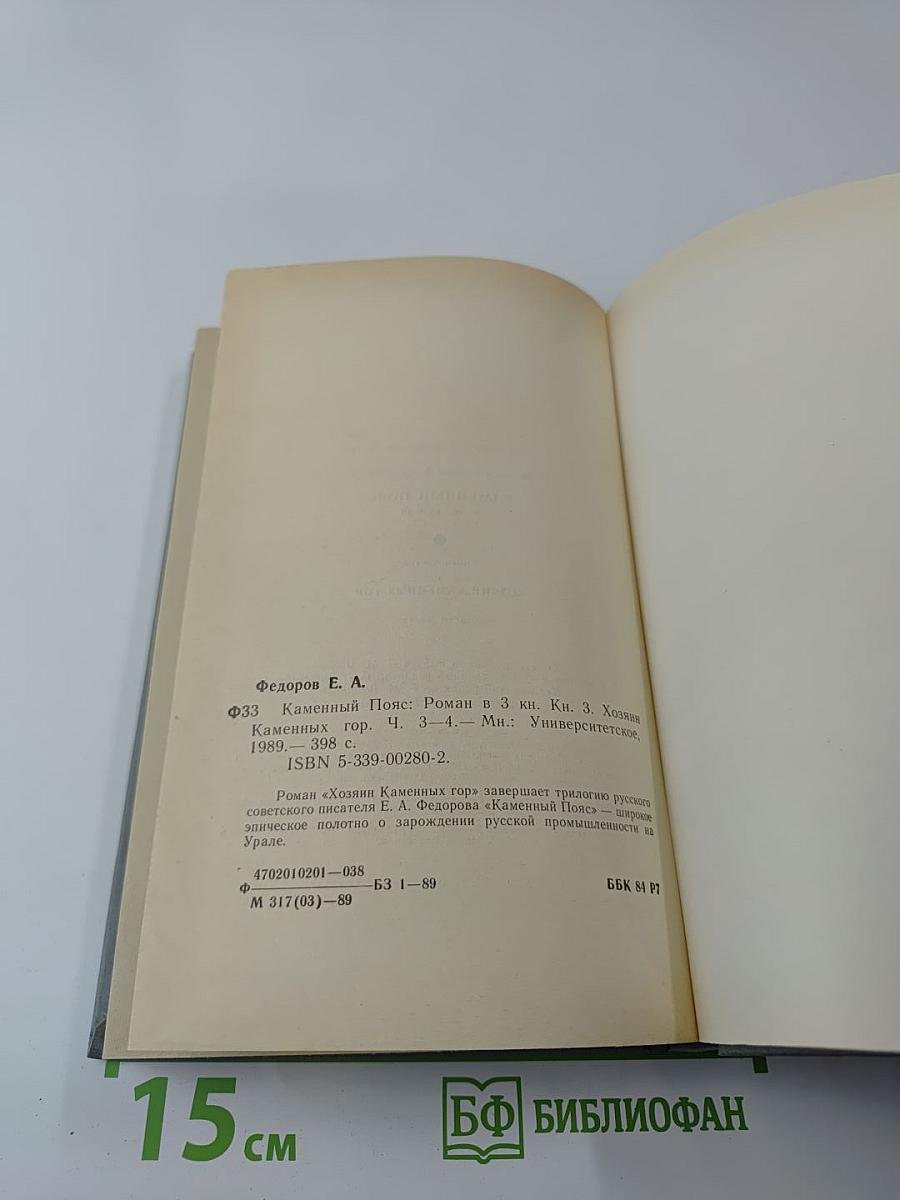 Федоров Е. А.
Ф33 Каменный Пояс: Роман в 3 кн. Кн. 3. Хозяин
Каменных гор. Ч. 3—4.— Мн.: Университетское,
1989.— 398 с.
ISBN 5-339-00280-2.
Роман «Хозяин Каменных гор» завершает трилогию русского
советского писателя Е. А. Федорова «Каменный Пояс» — широкое
эпическое полотно о зарождении русской промышленности на
Урале.
4702010201—038
Ф———БЗ 1—89
М 317(03)—89
ББК 84 Р7
15 см
БФ БИБЛИОФАН